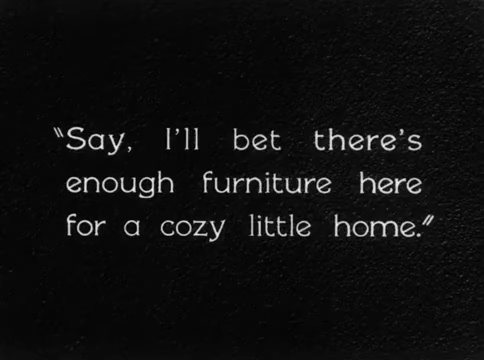 "Say, I'll bet there's
enough furniture here
for a cozy little home."